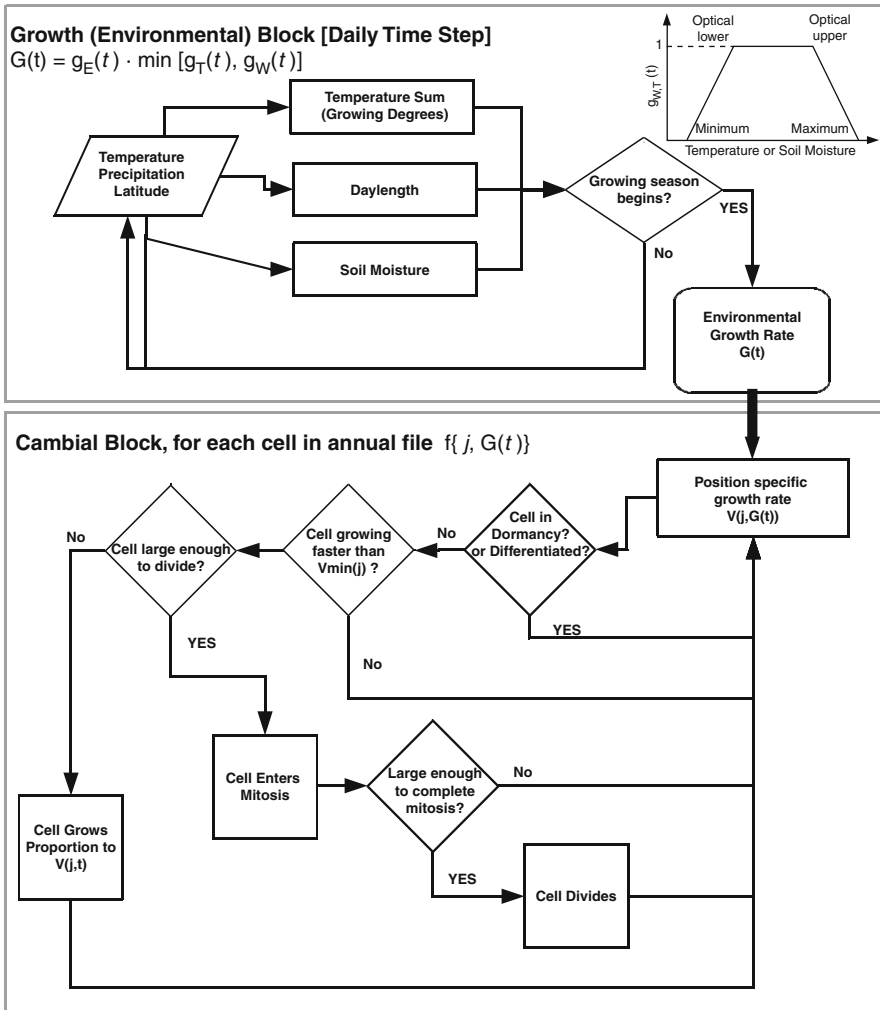 Growth (Environmental) Block [Daily Time Step]
G(t) = g_E(t) · min [g_T(t), g_W(t)]
Optical
lower
Optical
upper
1
g_W,T (t)
Minimum
Maximum
Temperature or Soil Moisture
Temperature Sum
(Growing Degrees)
Temperature
Precipitation
Latitude
Daylength
Soil Moisture
Growing season
begins?
YES
No
Environmental
Growth Rate
G(t)
Cambial Block, for each cell in annual file f{ j, G(t)}
Position specific
growth rate
V(j,G(t))
Cell in
Dormancy?
or Differentiated?
No
YES
Cell growing
faster than
Vmin(j) ?
No
Cell large enough
to divide?
No
YES
Cell Enters
Mitosis
Large enough
to complete
mitosis?
No
YES
Cell Divides
Cell Grows
Proportion to
V(j,t)